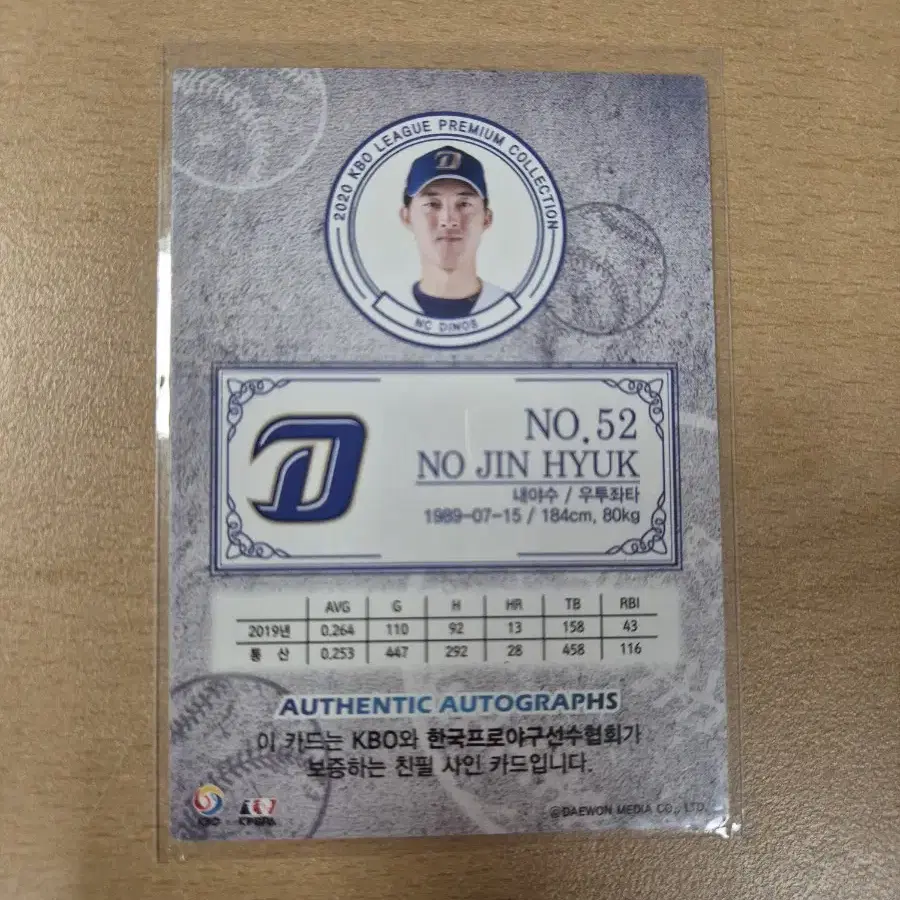 2020 KBO LEAGUE PREMIUM COLLECTION
NC DINOS
NO.52
NO JIN HYUK
내야수 / 우투좌타
1989-07-15 / 184cm, 80kg
AVG G H HR TB RBI
2019년 0.264 110 92 13 158 43
통 산 0.253 447 292 28 458 116
AUTHENTIC AUTOGRAPHS
이 카드는 KBO와 한국프로야구선수협회가
보증하는 친필 사인 카드입니다.
KBO KPBPA
©DAEWON MEDIA CO., LTD.